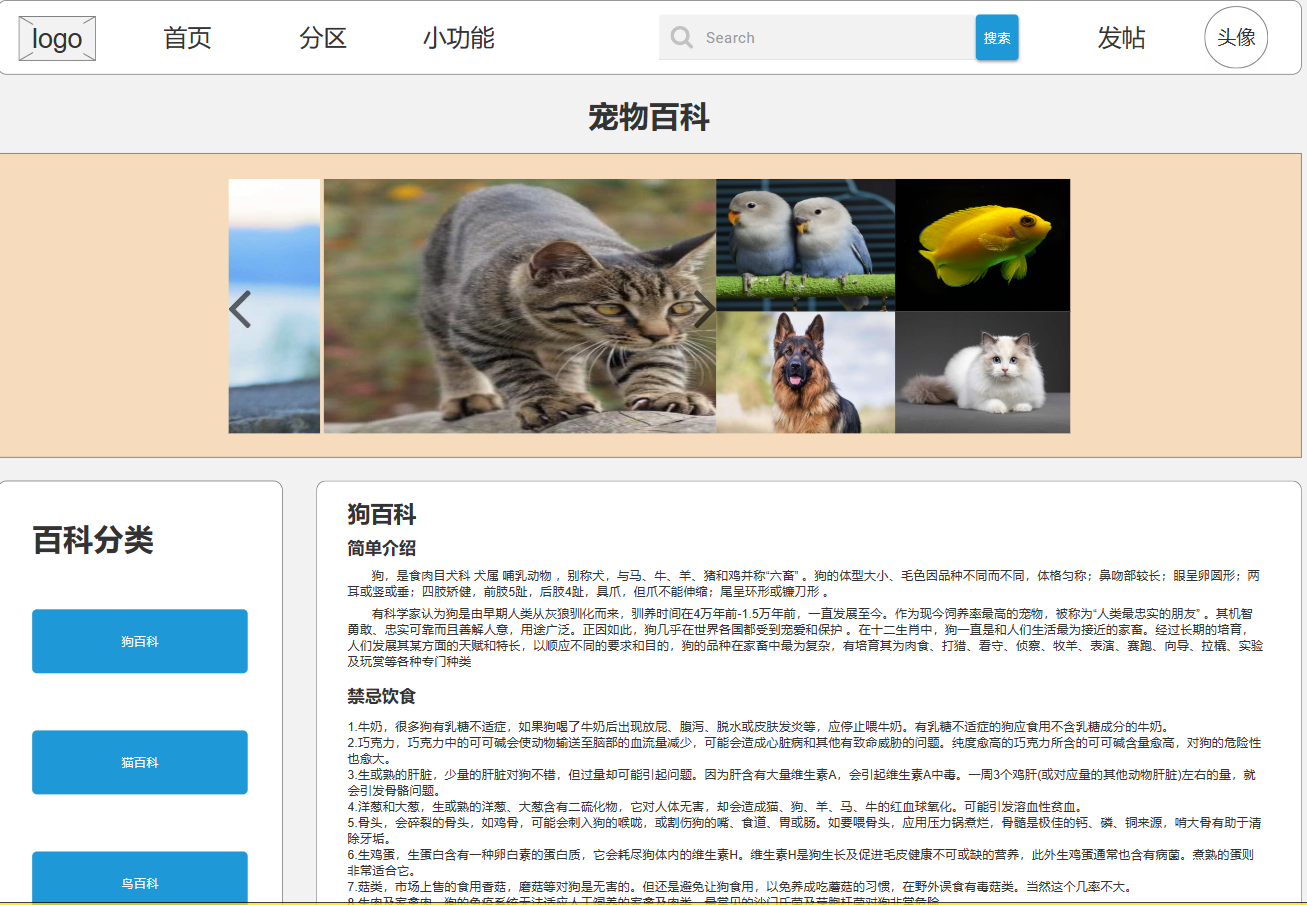 logo 首页 分区 小功能 Search 搜索 发帖 头像
宠物百科
百科分类
狗百科
猫百科
鸟百科
狗百科
简单介绍
狗，是食肉目犬科 犬属 哺乳动物 ，别称犬，与马、牛、羊、猪和鸡并称“六畜” 。狗的体型大小、毛色因品种不同而不同，体格匀称；鼻吻部较长；眼呈卵圆形；两
耳或竖或垂；四肢矫健，前肢5趾，后肢4趾，具爪，但爪不能伸缩；尾呈环形或镰刀形 。
有科学家认为狗是由早期人类从灰狼驯化而来，驯养时间在4万年前-1.5万年前，一直发展至今。作为现今饲养率最高的宠物，被称为“人类最忠实的朋友” 。其机智
勇敢、忠实可靠而且善解人意，用途广泛。正因如此，狗几乎在世界各国都受到宠爱和保护 。在十二生肖中，狗一直是和人们生活最为接近的家畜。经过长期的培育，
人们发展其某方面的天赋和特长，以顺应不同的要求和目的，狗的品种在家畜中最为复杂，有培育其为肉食、打猎、看守、侦察、牧羊、表演、赛跑、向导、拉橇、实验
及玩赏等各种专门种类
禁忌饮食
1.牛奶，很多狗有乳糖不适症，如果狗喝了牛奶后出现放屁、腹泻、脱水或皮肤发炎等，应停止喂牛奶。有乳糖不适症的狗应食用不含乳糖成分的牛奶。
2.巧克力，巧克力中的可可碱会使动物输送至脑部的血流量减少，可能会造成心脏病和其他有致命威胁的问题。纯度愈高的巧克力所含的可可碱含量愈高，对狗的危险性
也愈大。
3.生或熟的肝脏，少量的肝脏对狗不错，但过量却可能引起问题。因为肝含有大量维生素A，会引起维生素A中毒。一周3个鸡肝(或对应量的其他动物肝脏)左右的量，就
会引发骨骼问题。
4.洋葱和大葱，生或熟的洋葱、大葱含有二硫化物，它对人体无害，却会造成猫、狗、羊、马、牛的红血球氧化。可能引发溶血性贫血。
5.骨头，会碎裂的骨头，如鸡骨，可能会刺入狗的喉咙，或割伤狗的嘴、食道、胃或肠。如要喂骨头，应用压力锅煮烂，骨髓是极佳的钙、磷、铜来源，啃大骨有助于清
除牙垢。
6.生鸡蛋，生蛋白含有一种卵白素的蛋白质，它会耗尽狗体内的维生素H。维生素H是狗生长及促进毛皮健康不可或缺的营养，此外生鸡蛋通常也含有病菌。煮熟的蛋则
非常适合它。
7.菇类，市场上售的食用香菇，磨菇等对狗是无害的。但还是避免让狗食用，以免养成吃蘑菇的习惯，在野外误食有毒菇类。当然这个几率不大。